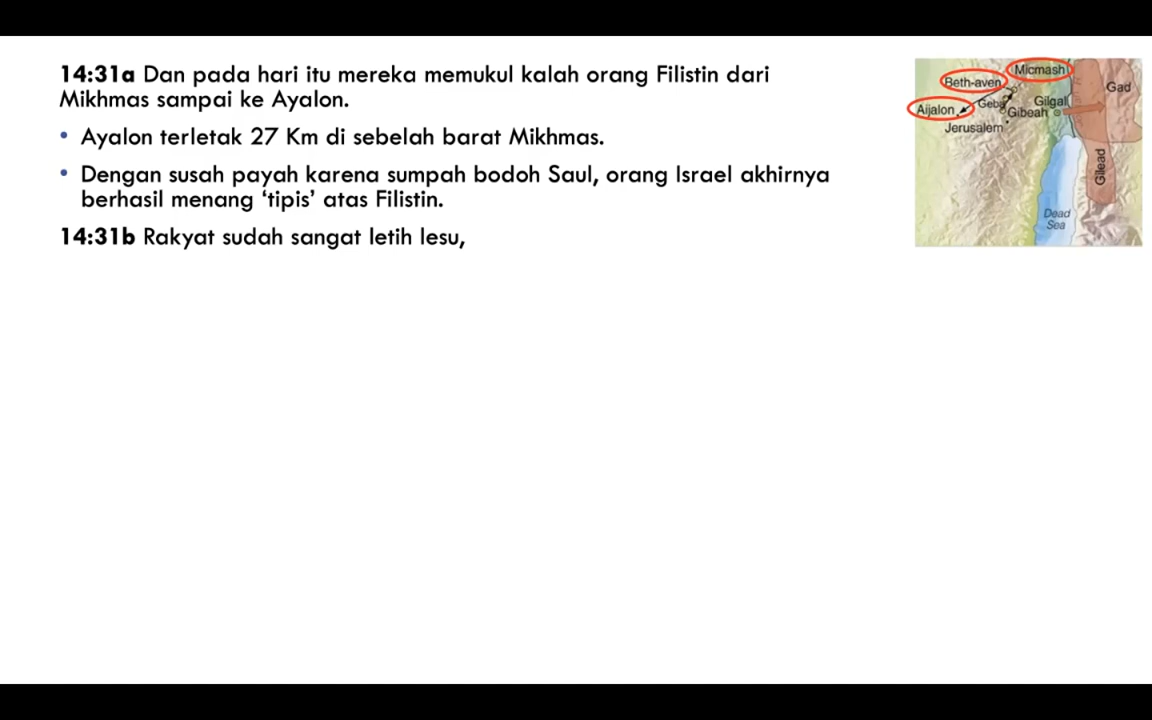 14:31a Dan pada hari itu mereka memukul kalah orang Filistin dari
Mikhmas sampai ke Ayalon.
• Ayalon terletak 27 Km di sebelah barat Mikhmas.
• Dengan susah payah karena sumpah bodoh Saul, orang Israel akhirnya
berhasil menang ‘tipis’ atas Filistin.
14:31b Rakyat sudah sangat letih lesu,
Micmash
Beth-aven
Gad
Geba
Gilgal
Aijalon
Gibeah
Jerusalem
Gilead
Dead
Sea